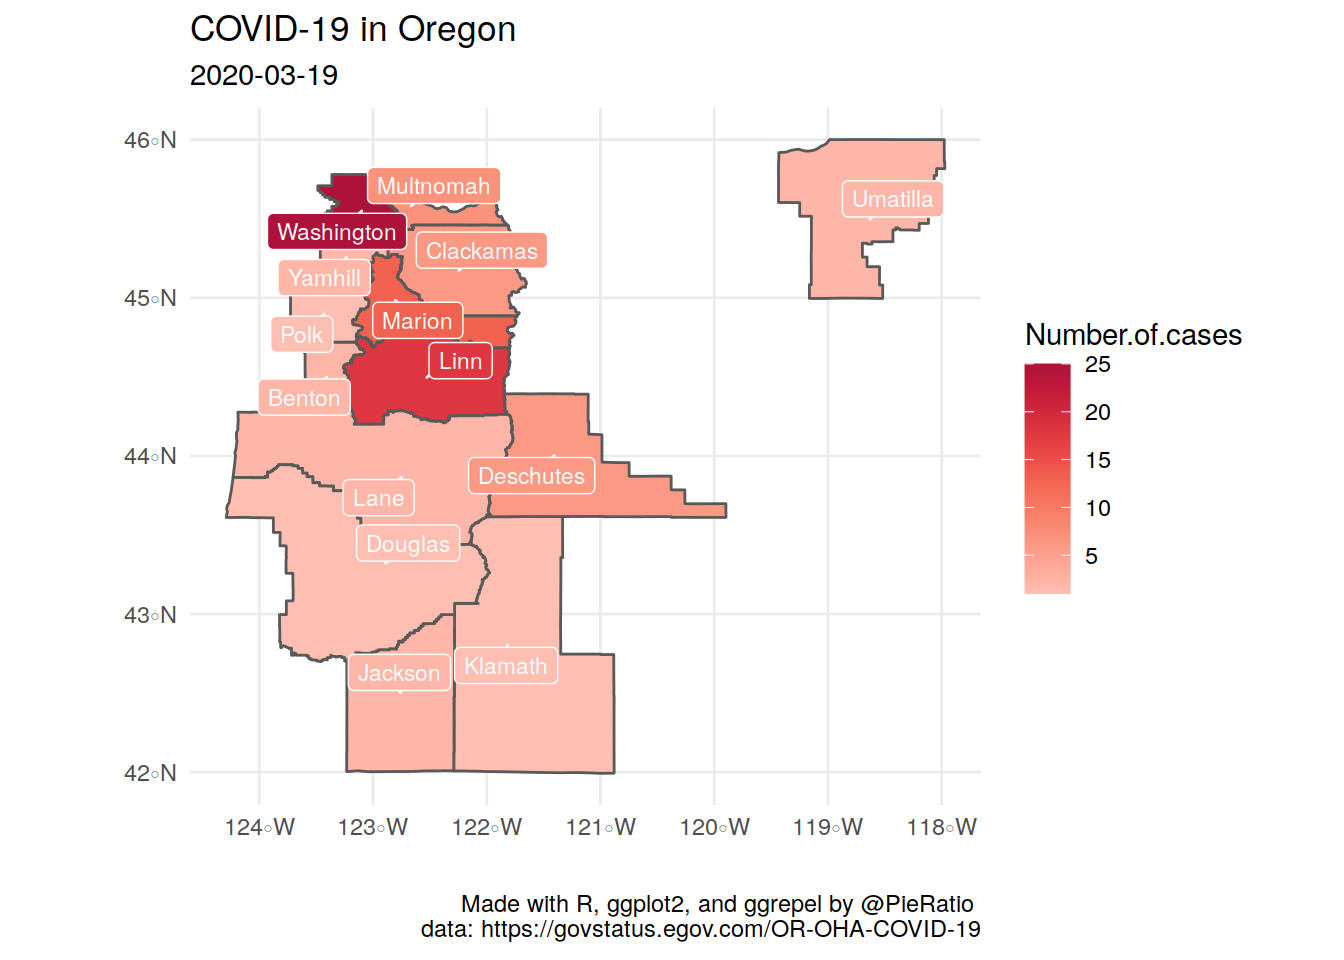 COVID-19 in Oregon
2020-03-19
46°N
45°N
44°N
43°N
42°N
124°W 123°W 122°W 121°W 120°W 119°W 118°W
Multnomah
Umatilla
Washington
Clackamas
Yamhill
Marion
Polk
Linn
Benton
Deschutes
Lane
Douglas
Jackson
Klamath
Number.of.cases
25
20
15
10
5
Made with R, ggplot2, and ggrepel by @PieRatio
data: https://govstatus.egov.com/OR-OHA-COVID-19